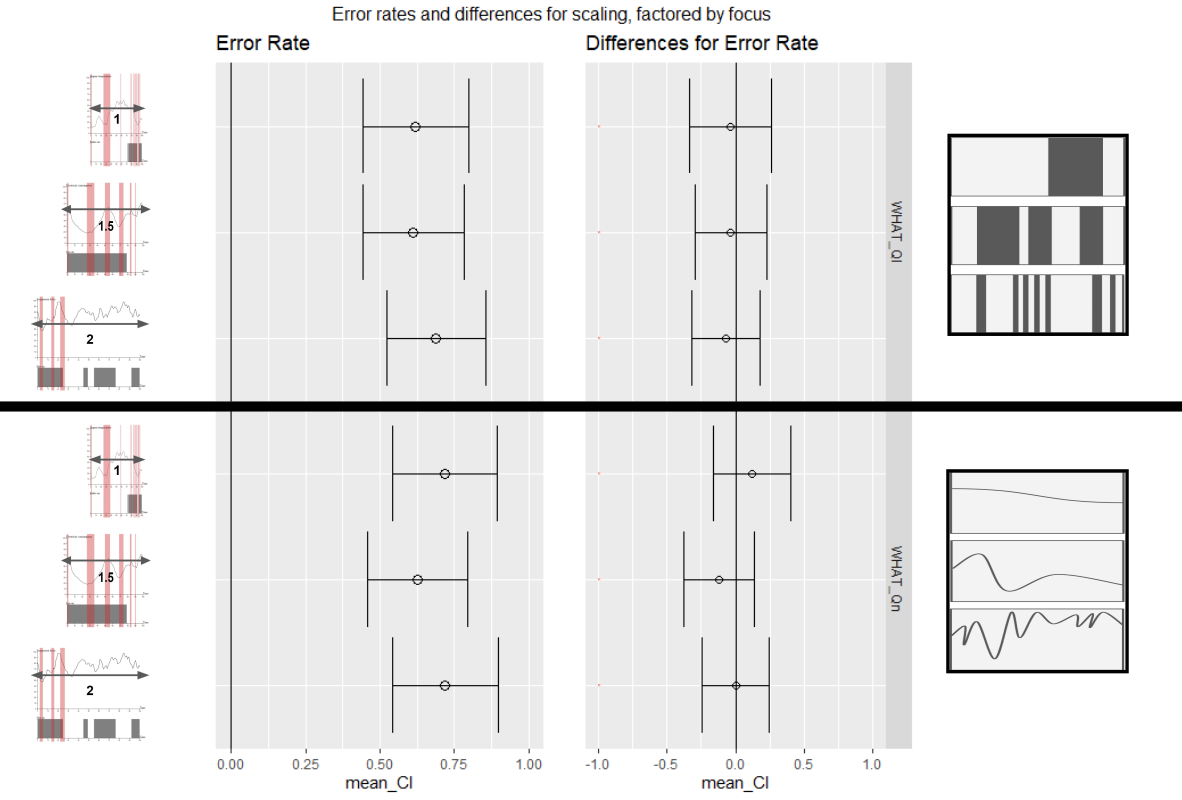 Error rates and differences for scaling, factored by focus
Error Rate
Differences for Error Rate
1
1.5
2
WHAT_Ql
1
1.5
2
WHAT_Qn
0.00 0.25 0.50 0.75 1.00
-1.0 -0.5 0.0 0.5 1.0
mean_CI
mean_CI